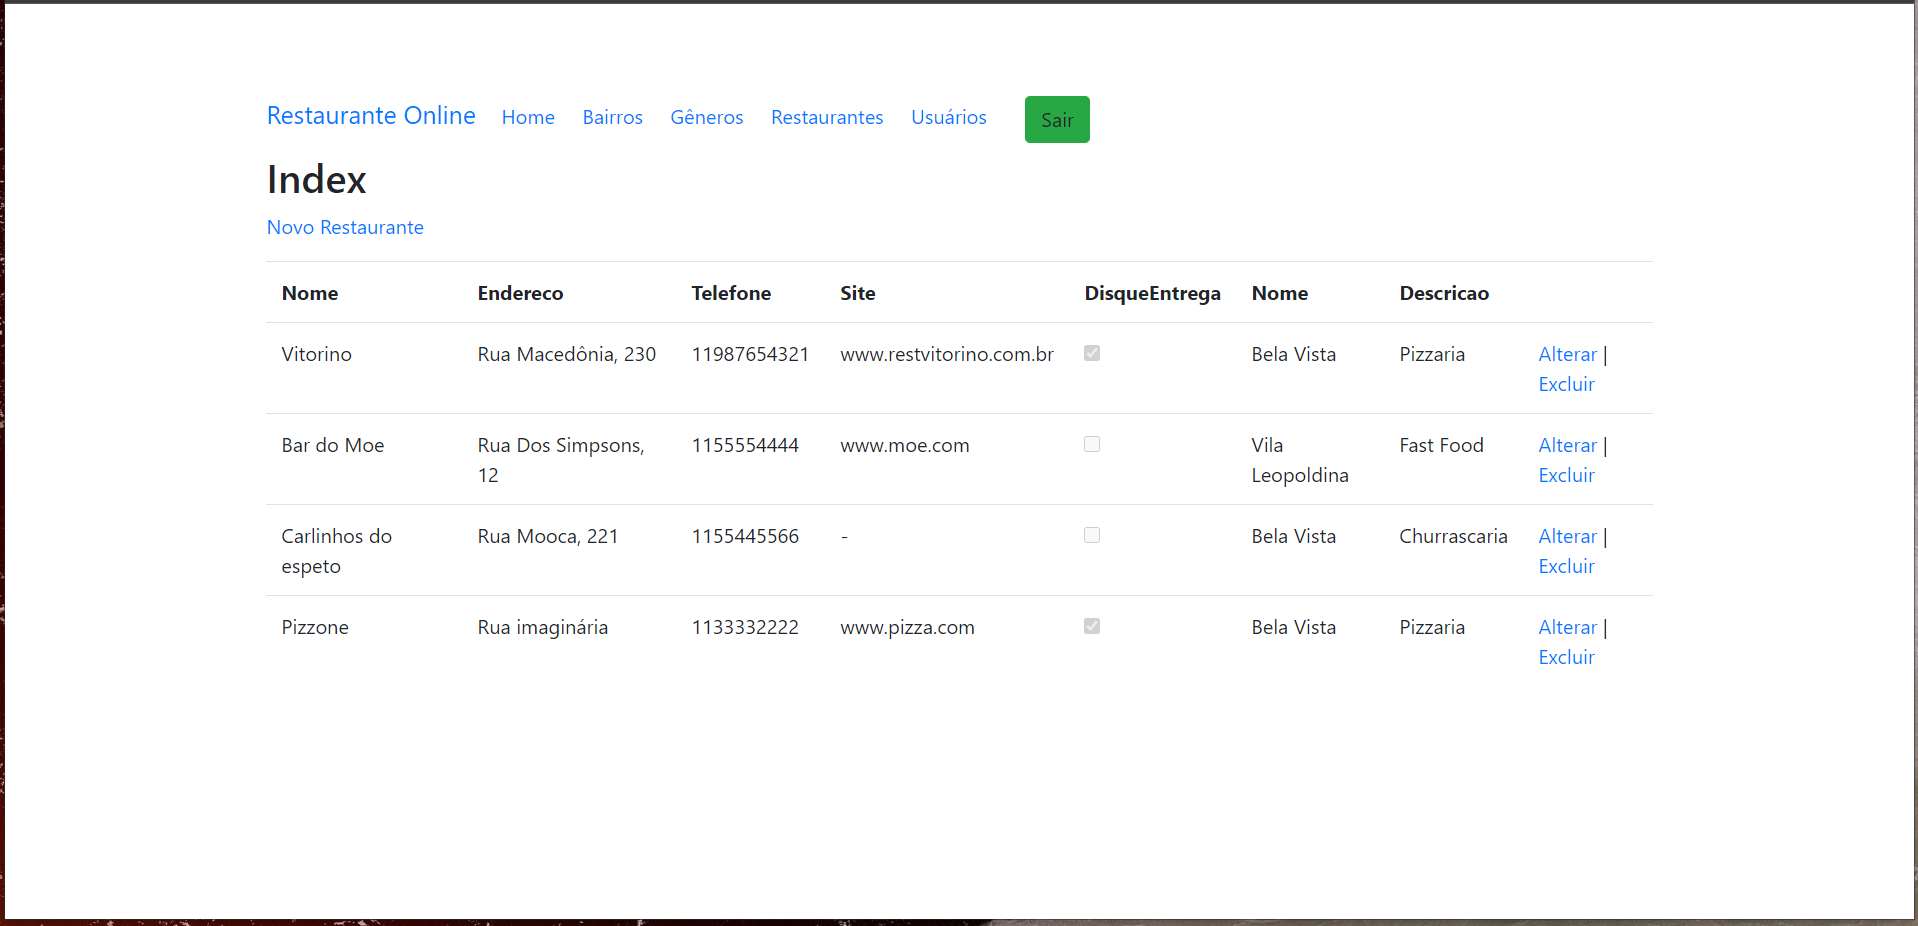 Restaurante Online Home Bairros Gêneros Restaurantes Usuários Sair
Index
Novo Restaurante
Nome Endereco Telefone Site DisqueEntrega Nome Descricao
Vitorino Rua Macedônia, 230 11987654321 www.restvitorino.com.br Bela Vista Pizzaria Alterar |
Excluir
Bar do Moe Rua Dos Simpsons, 1155554444 www.moe.com Vila Fast Food Alterar |
12 Leopoldina Excluir
Carlinhos do Rua Mooca, 221 1155445566 - Bela Vista Churrascaria Alterar |
espeto Excluir
Pizzone Rua imaginária 1133332222 www.pizza.com Bela Vista Pizzaria Alterar |
Excluir